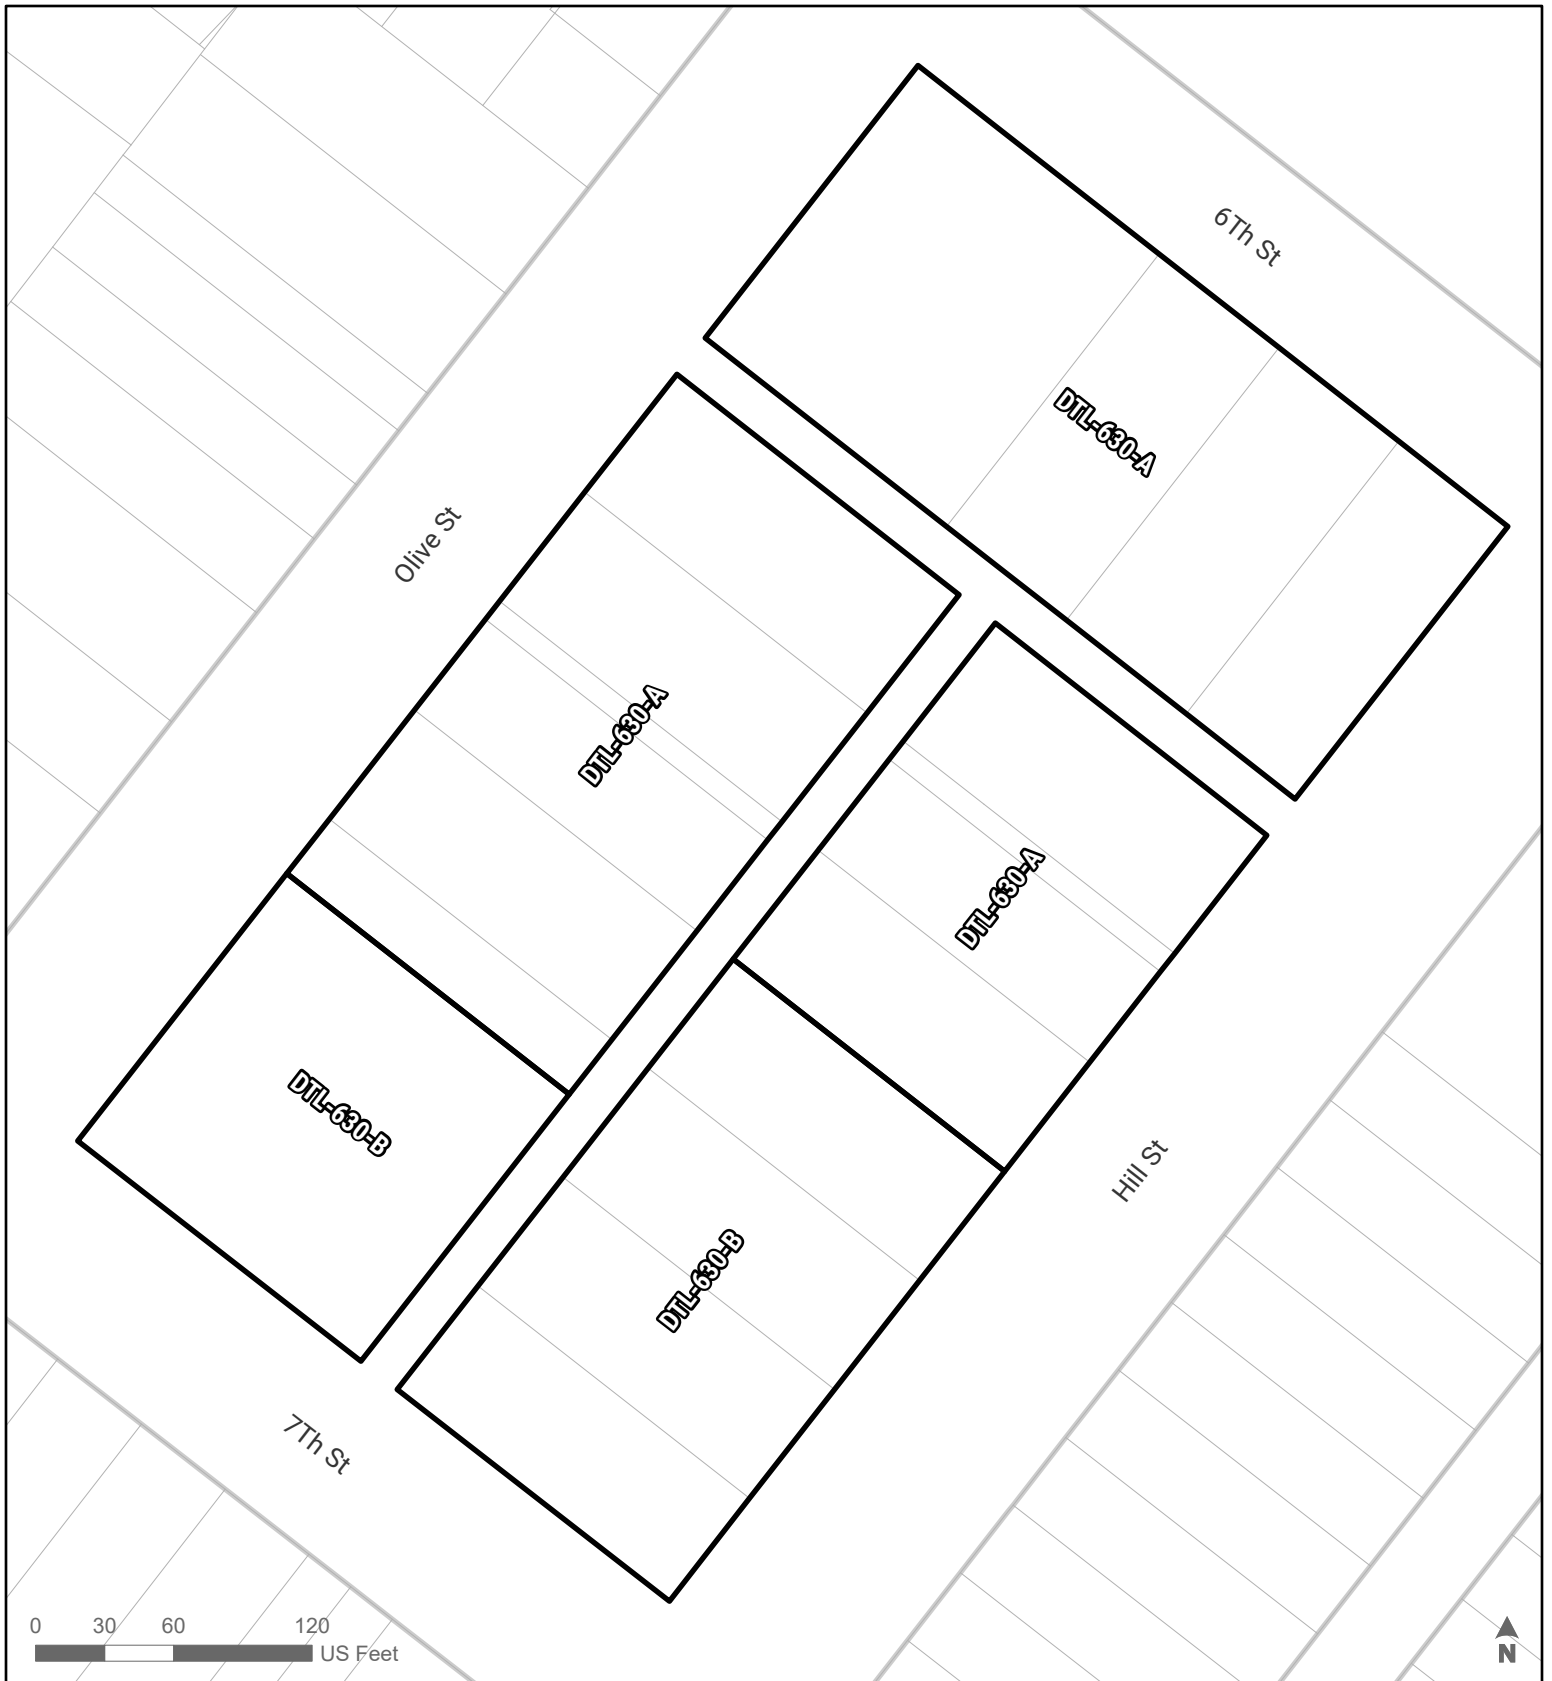 6Th St
DTL-630-A
Olive St
DTL-630-A
DTL-630-A
DTL-630-B
Hill St
DTL-630-B
7Th St
0 30 60 120
US Feet
N